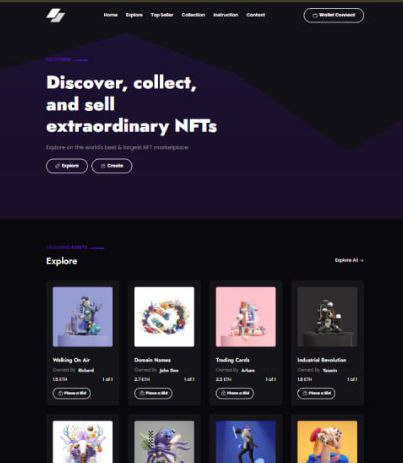 Home Explore Top Seller Collection Instruction Contact
Wallet Connect
Discover, collect,
and sell
extraordinary NFTs
Explore on the world's best & largest NFT marketplace
Explore Create
Explore
Explore All →
Walking On Air Domain Names Trading Cards Industrial Revolution
Owned By Richard Owned By John Doe Owned By Arham Owned By Yasmin
1.5 ETH 1 of 1 2.7 ETH 1 of 1 2.3 ETH 1 of 1 1.8 ETH 1 of 1
Place a Bid Place a Bid Place a Bid Place a Bid